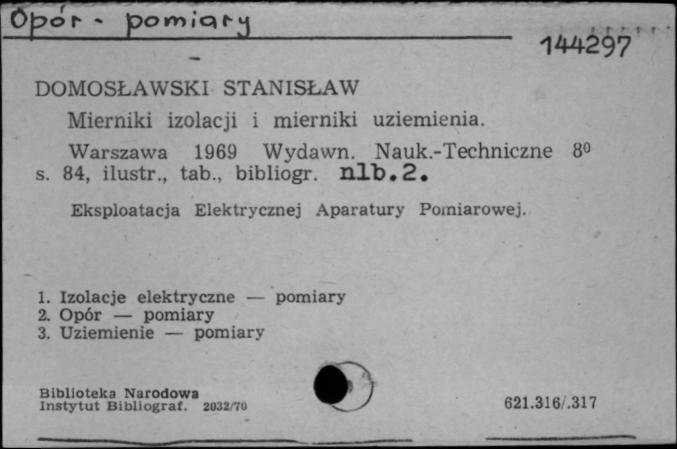 Opór - pomiary
144297
DOMOSŁAWSKI STANISŁAW
Mierniki izolacji i mierniki uziemienia.
Warszawa 1969 Wydawn. Nauk.-Techniczne 8⁰
s. 84, ilustr., tab., bibliogr. nlb.2.
Eksploatacja Elektrycznej Aparatury Pomiarowej.
1. Izolacje elektryczne — pomiary
2. Opór — pomiary
3. Uziemienie — pomiary
Biblioteka Narodowa
Instytut Bibliograf. 2032/70
621.316/.317